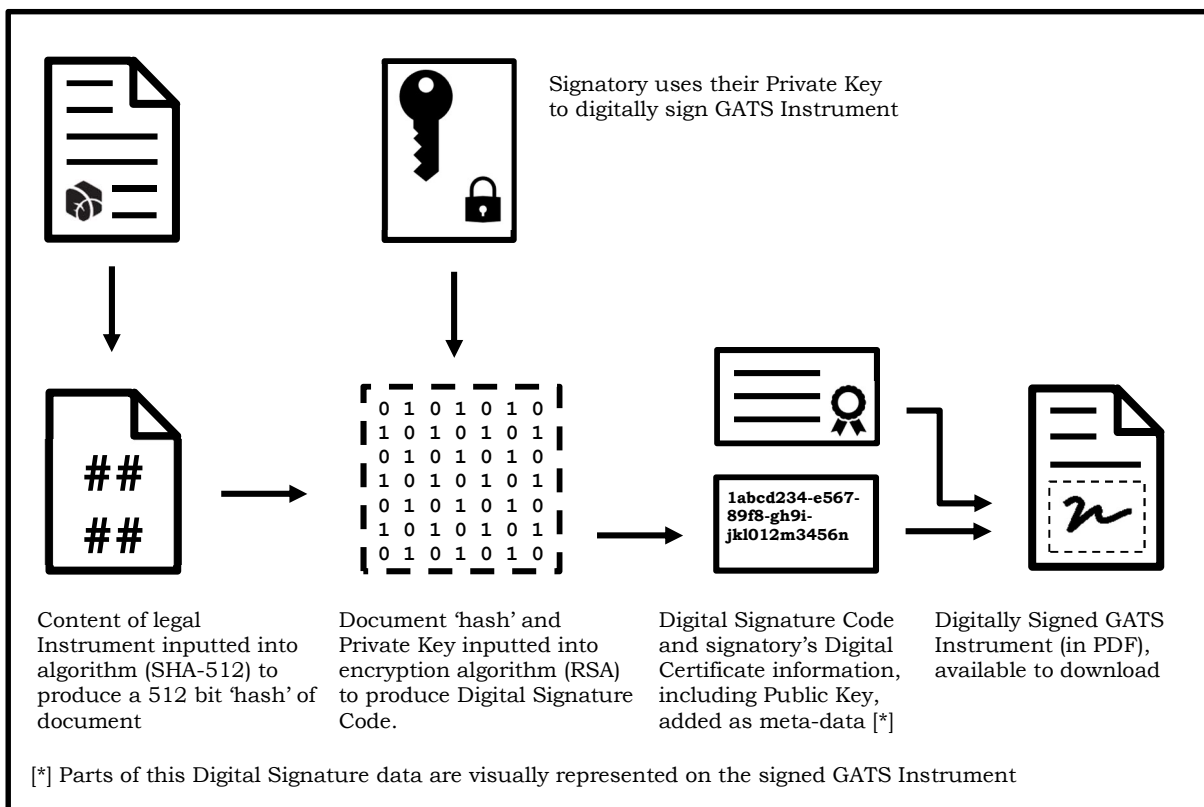 Signatory uses their Private Key
to digitally sign GATS Instrument
##
##
0 1 0 1 0 1 0
1 0 1 0 1 0 1
0 1 0 1 0 1 0
1 0 1 0 1 0 1
0 1 0 1 0 1 0
1 0 1 0 1 0 1
0 1 0 1 0 1 0
1abcd234-e567-
89f8-gh9i-
jkl012m3456n
Content of legal
Instrument inputted into
algorithm (SHA-512) to
produce a 512 bit ‘hash’ of
document
Document ‘hash’ and
Private Key inputted into
encryption algorithm (RSA)
to produce Digital Signature
Code.
Digital Signature Code
and signatory’s Digital
Certificate information,
including Public Key,
added as meta-data [*]
Digitally Signed GATS
Instrument (in PDF),
available to download
[*] Parts of this Digital Signature data are visually represented on the signed GATS Instrument